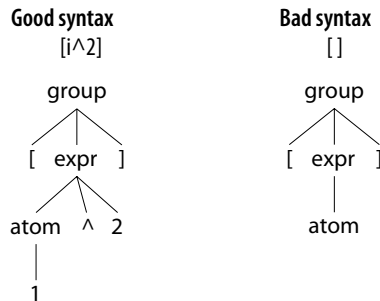 Good syntax Bad syntax
[i^2] [ ]
group group
[ expr ] [ expr ]
atom ^ 2 atom
1